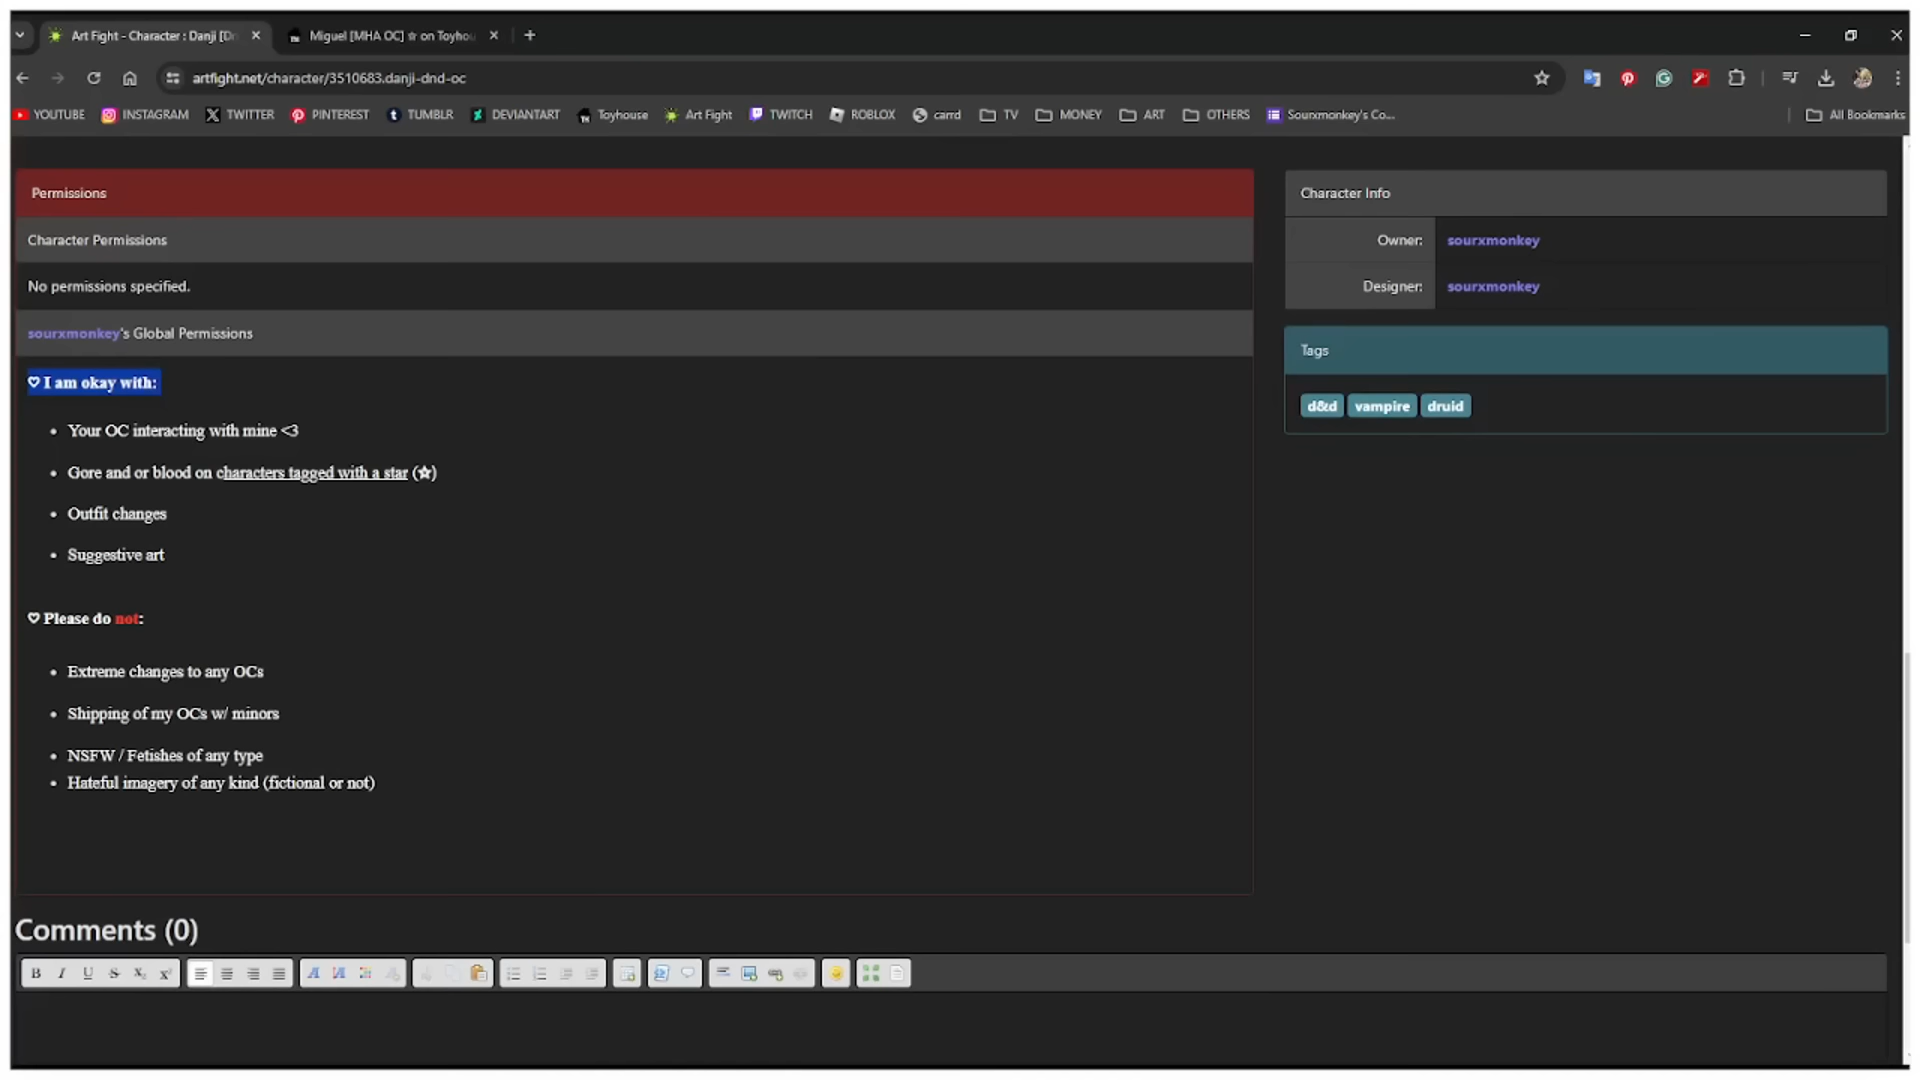 Art Fight - Character : Danji [Dn
Miguel [MHA OC] ☆ on Toyhou
artfight.net/character/3510683.danji-dnd-oc
YOUTUBE INSTAGRAM TWITTER PINTEREST TUMBLR DEVIANTART Toyhouse Art Fight TWITCH ROBLOX carrd TV MONEY ART OTHERS Sourxmonkey's Co... All Bookmarks
Permissions
Character Permissions
No permissions specified.
sourxmonkey's Global Permissions
♡ I am okay with:
• Your OC interacting with mine <3
• Gore and or blood on characters tagged with a star (☆)
• Outfit changes
• Suggestive art
♡ Please do not:
• Extreme changes to any OCs
• Shipping of my OCs w/ minors
• NSFW / Fetishes of any type
• Hateful imagery of any kind (fictional or not)
Character Info
Owner: sourxmonkey
Designer: sourxmonkey
Tags
d&d vampire druid
Comments (0)
B I U S X₂ X²